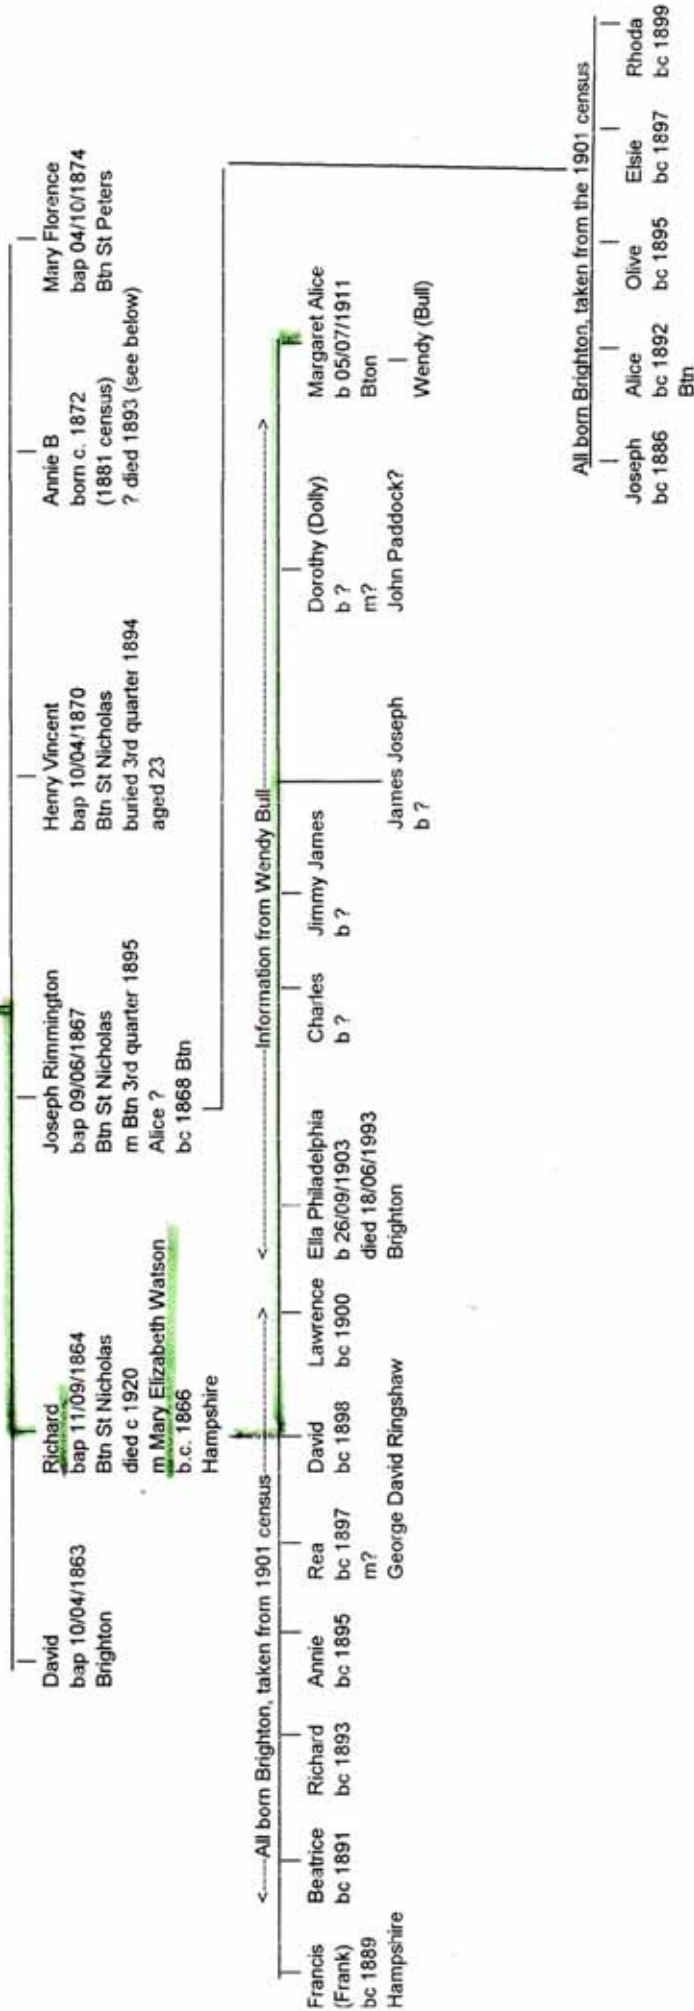 David
bap 10/04/1863
Brighton
Richard
bap 11/09/1864
Btn St Nicholas
died c 1920
m Mary Elizabeth Watson
b.c. 1866
Hampshire
Joseph Rimmington
bap 09/06/1867
Btn St Nicholas
m Btn 3rd quarter 1895
Alice ?
bc 1868 Btn
Henry Vincent
bap 10/04/1870
Btn St Nicholas
buried 3rd quarter 1894
aged 23
Annie B
born c. 1872
(1881 census)
? died 1893 (see below)
Mary Florence
bap 04/10/1874
Btn St Peters
<-----All born Brighton, taken from 1901 census----->
<-----Information from Wendy Bull----->
Francis
(Frank)
bc 1889
Hampshire
Beatrice
bc 1891
Richard
bc 1893
Annie
bc 1895
Rea
bc 1897
m?
George David Ringshaw
David
bc 1898
Lawrence
bc 1900
Ella Philadelphia
b 26/09/1903
died 18/06/1993
Brighton
Charles
b ?
Jimmy James
b ?
James Joseph
b ?
Dorothy (Dolly)
b ?
m?
John Paddock?
Margaret Alice
b 05/07/1911
Bton
Wendy (Bull)
All born Brighton, taken from the 1901 census
Joseph
bc 1886
Alice
bc 1892
Btn
Olive
bc 1895
Elsie
bc 1897
Rhoda
bc 1899